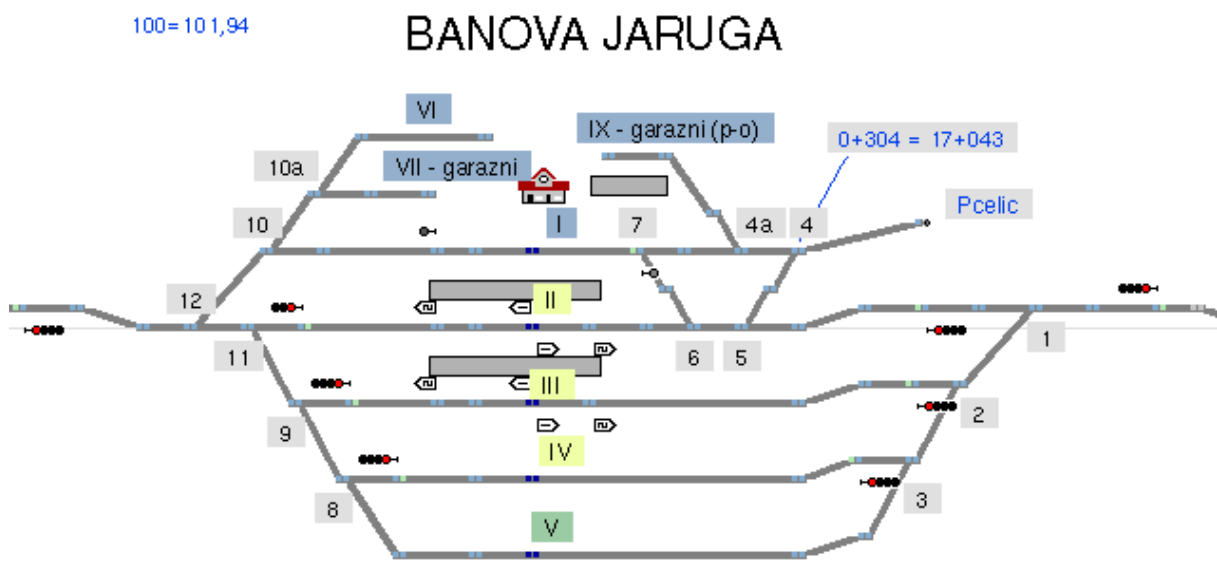 100=101,94
BANOVA JARUGA
VI
IX - garazni (p-o)
0+304 = 17+043
10a
VII - garazni
Pcelic
10
I
7
4a
4
12
II
11
6
5
1
III
9
2
IV
8
3
V